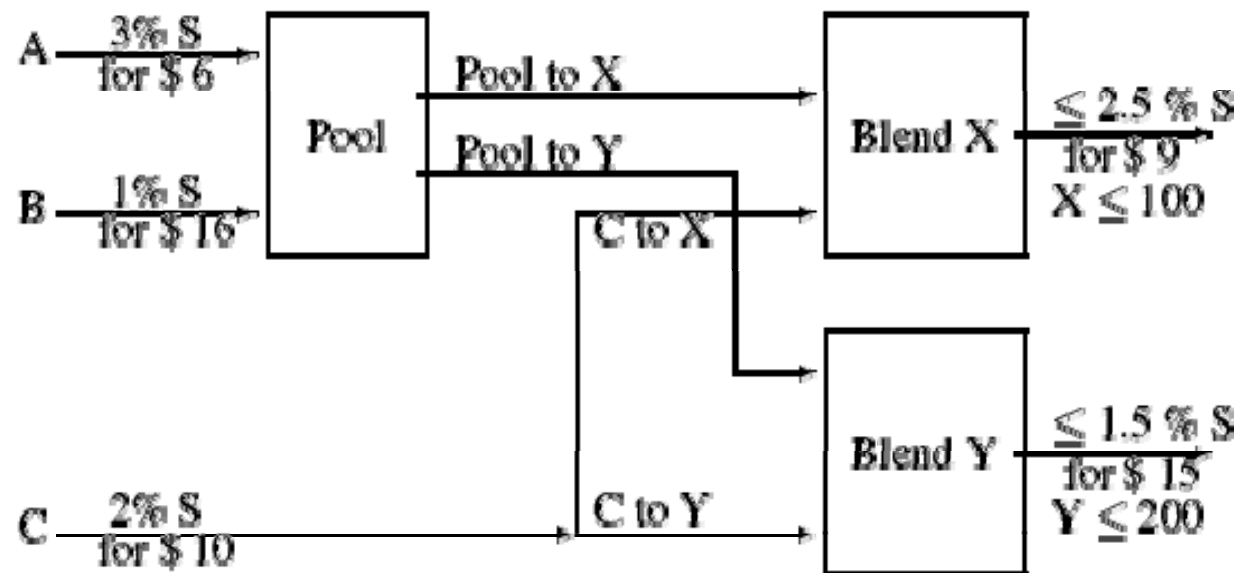 A
3% S
for $ 6
B
1% S
for $ 16
Pool
Pool to X
Pool to Y
C to X
Blend X
≤ 2.5 % S
for $ 9
X ≤ 100
C
2% S
for $ 10
C to Y
Blend Y
≤ 1.5 % S
for $ 15
Y ≤ 200